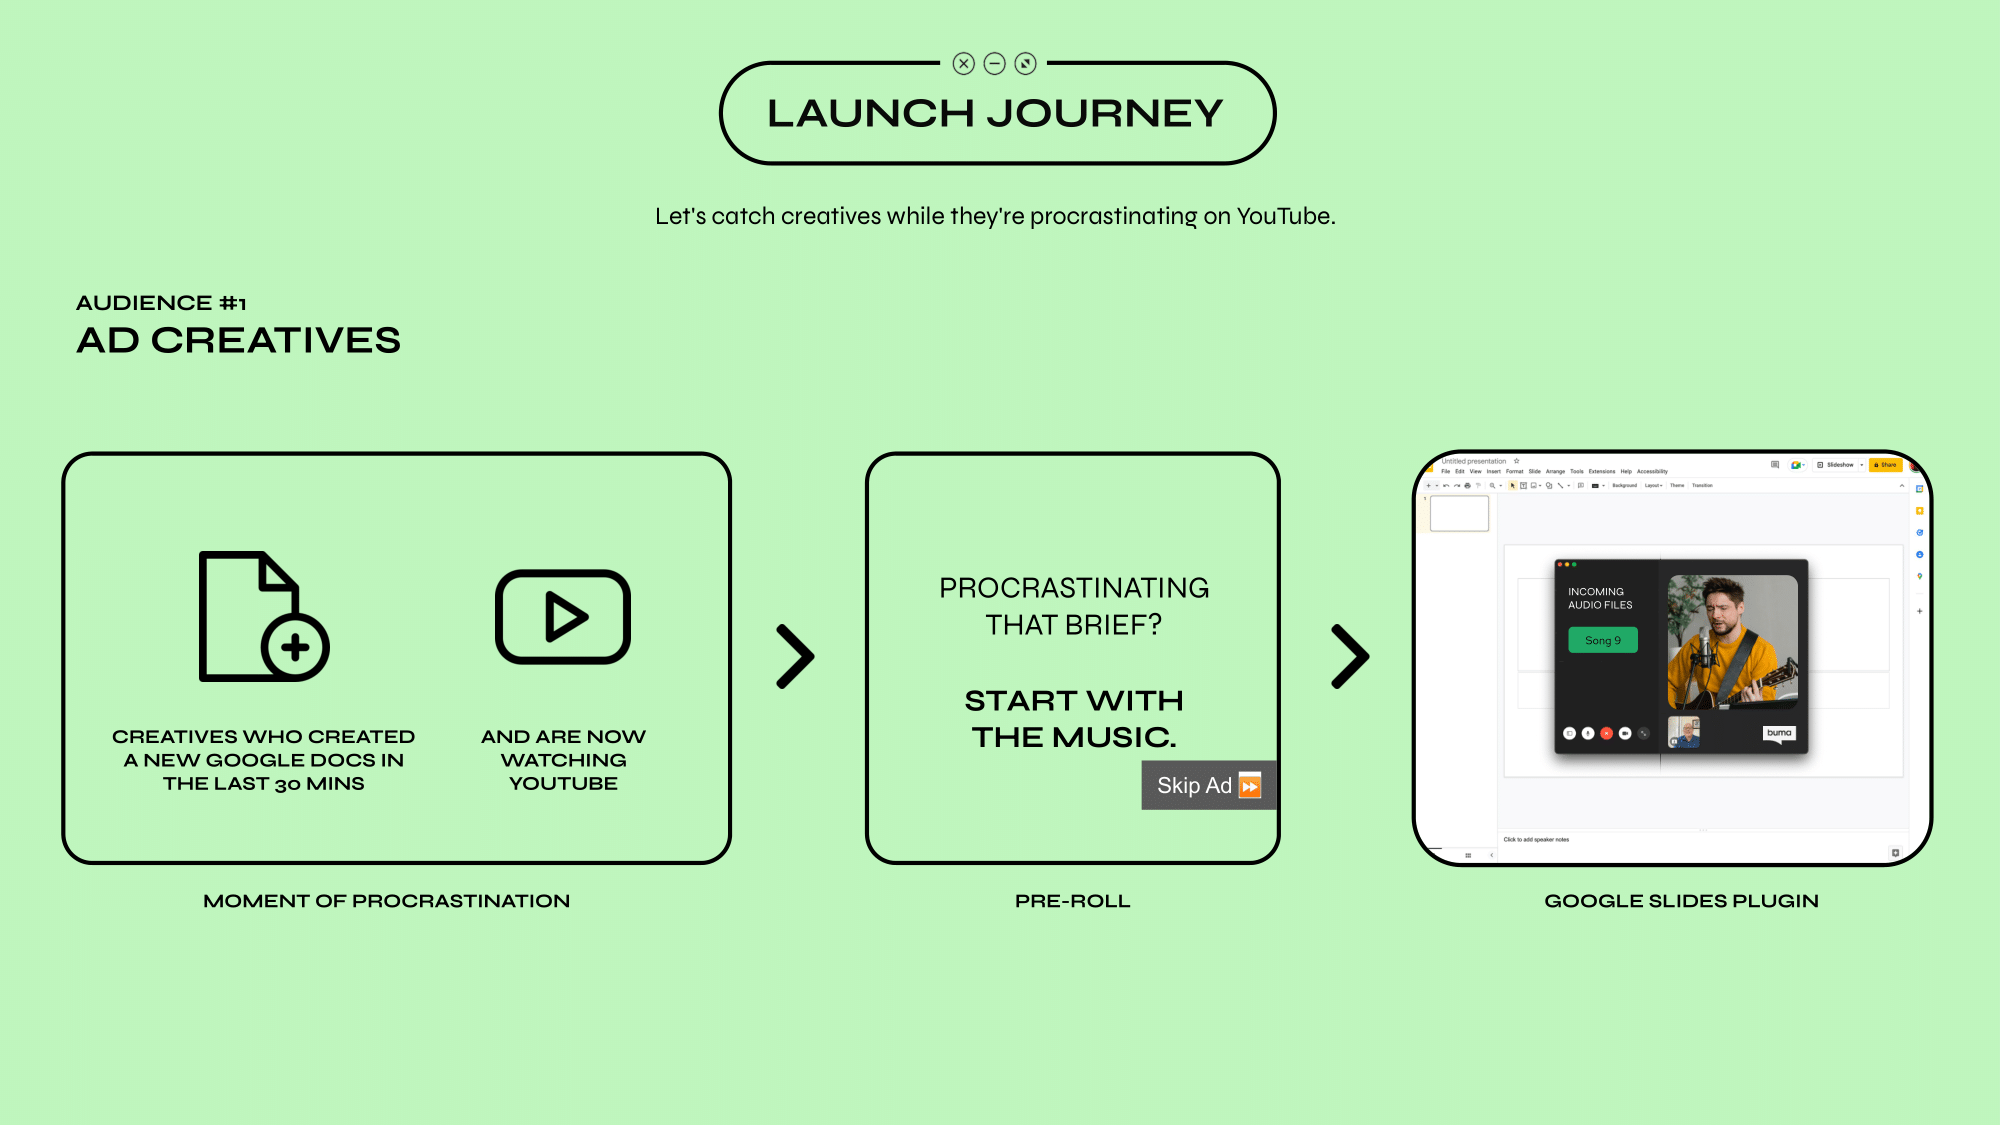 LAUNCH JOURNEY
Let's catch creatives while they're procrastinating on YouTube.
AUDIENCE #1
AD CREATIVES
CREATIVES WHO CREATED
A NEW GOOGLE DOCS IN
THE LAST 30 MINS
AND ARE NOW
WATCHING
YOUTUBE
MOMENT OF PROCRASTINATION
PROCRASTINATING
THAT BRIEF?
START WITH
THE MUSIC.
Skip Ad
PRE-ROLL
Untitled presentation
File Edit View Insert Format Slide Arrange Tools Extensions Help Accessibility
Slideshow
Share
Background Layout Theme Transition
INCOMING
AUDIO FILES
Song 9
buma
Click to add speaker notes
GOOGLE SLIDES PLUGIN